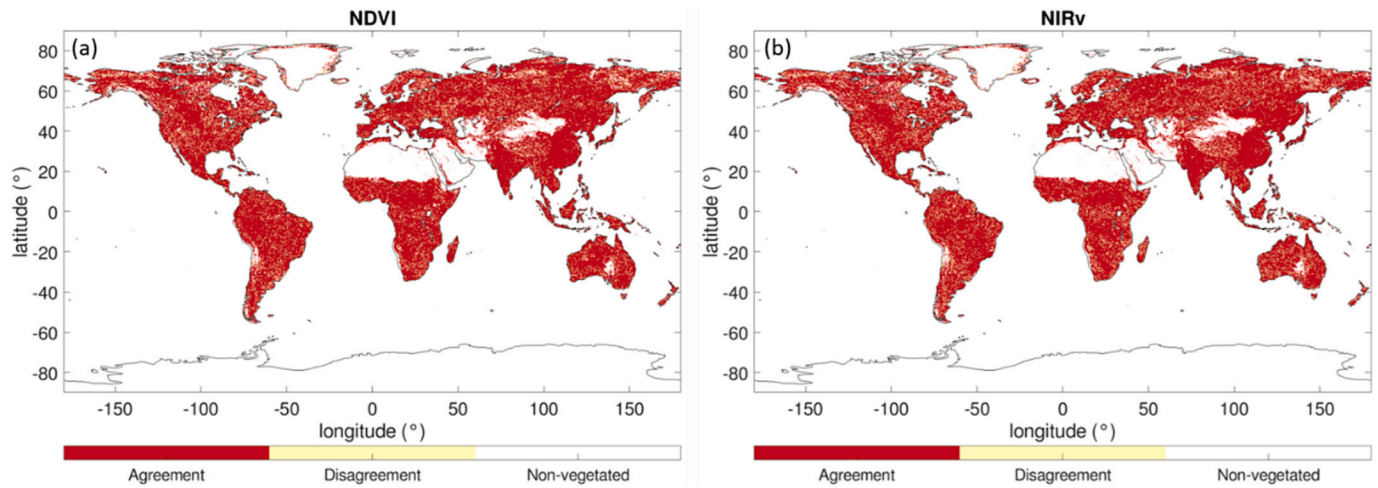 NDVI
(a)
80
60
40
20
0
-20
-40
-60
-80
latitude (°)
-150 -100 -50 0 50 100 150
longitude (°)
Agreement Disagreement Non-vegetated
NIRv
(b)
80
60
40
20
0
-20
-40
-60
-80
latitude (°)
-150 -100 -50 0 50 100 150
longitude (°)
Agreement Disagreement Non-vegetated